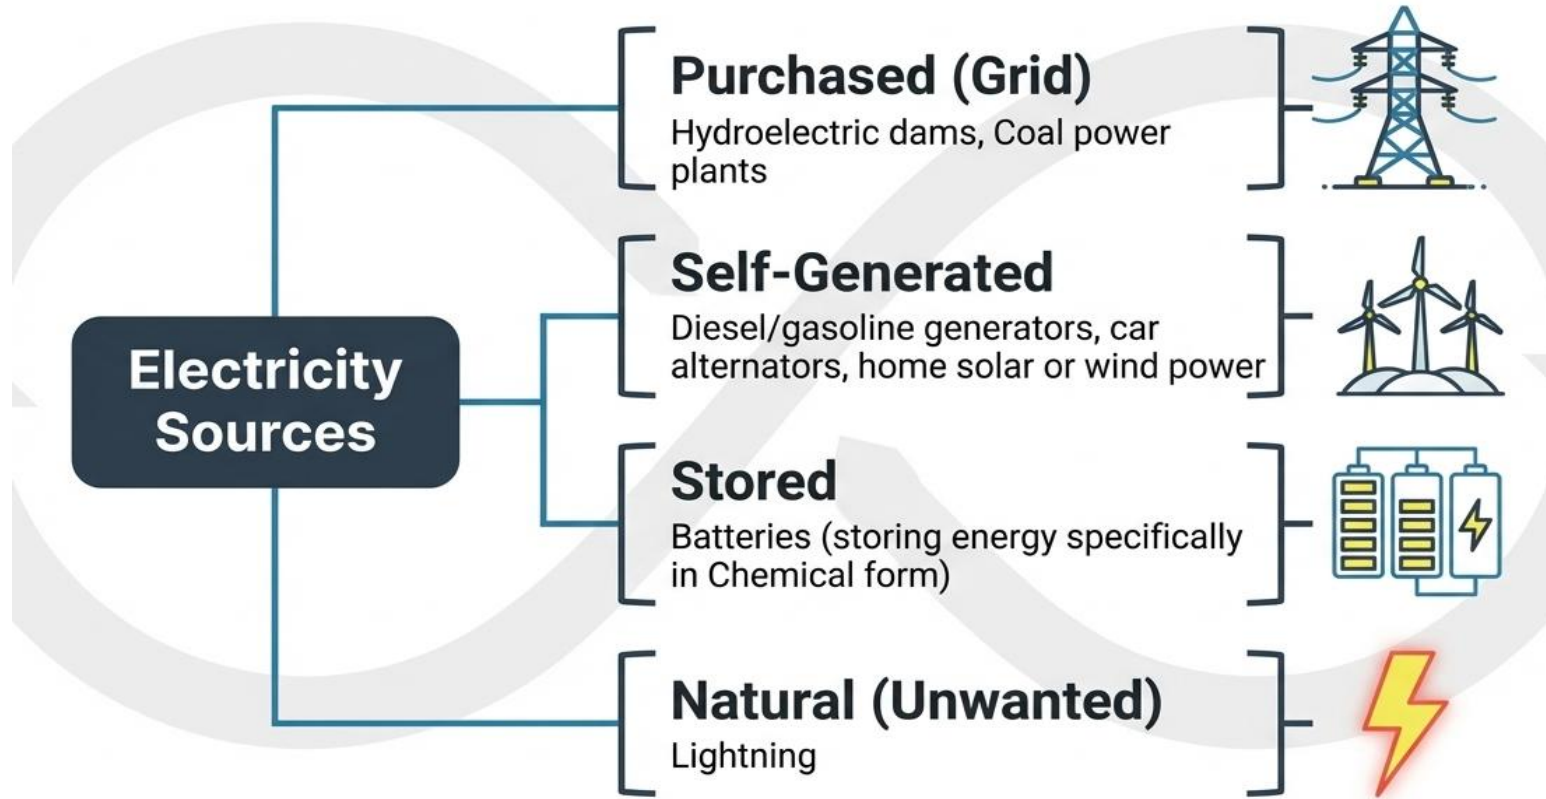 Purchased (Grid)
Hydroelectric dams, Coal power
plants
Self-Generated
Diesel/gasoline generators, car
alternators, home solar or wind power
Electricity
Sources
Stored
Batteries (storing energy specifically
in Chemical form)
Natural (Unwanted)
Lightning